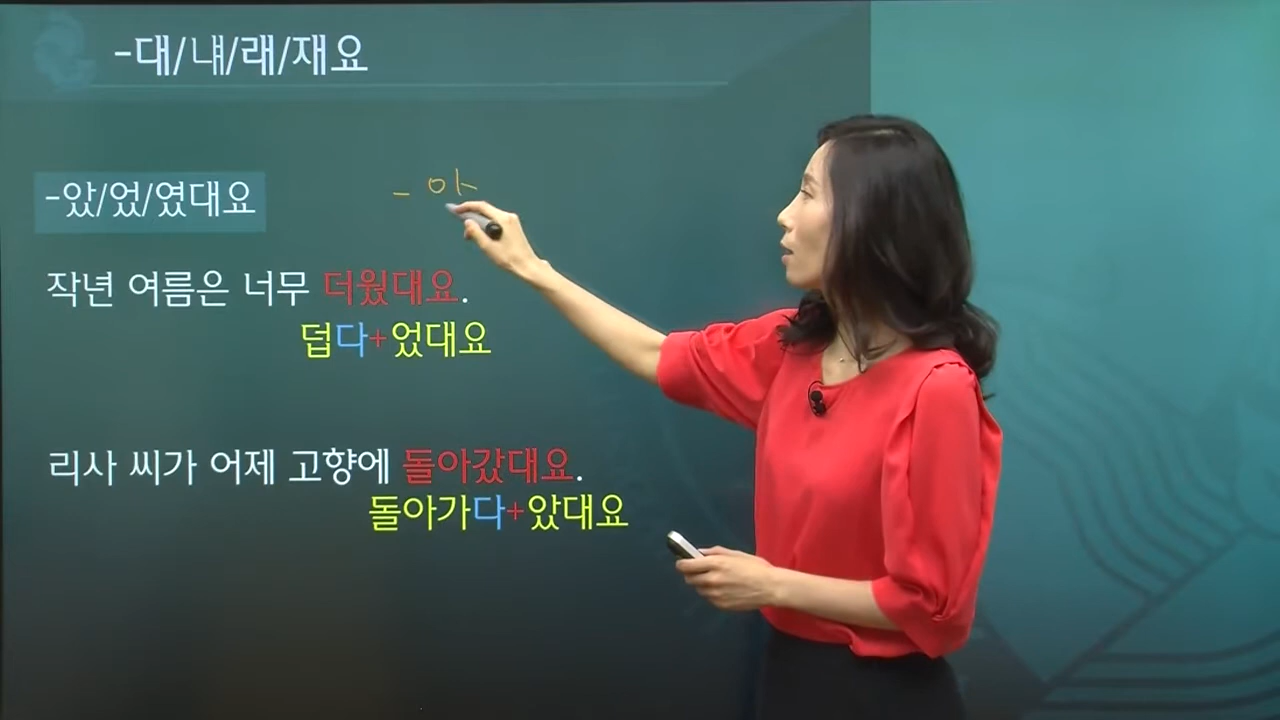 -대/냬/래/재요
-았/었/였대요
- 아
작년 여름은 너무 더웠대요.
덥다+었대요
리사 씨가 어제 고향에 돌아갔대요.
돌아가다+았대요